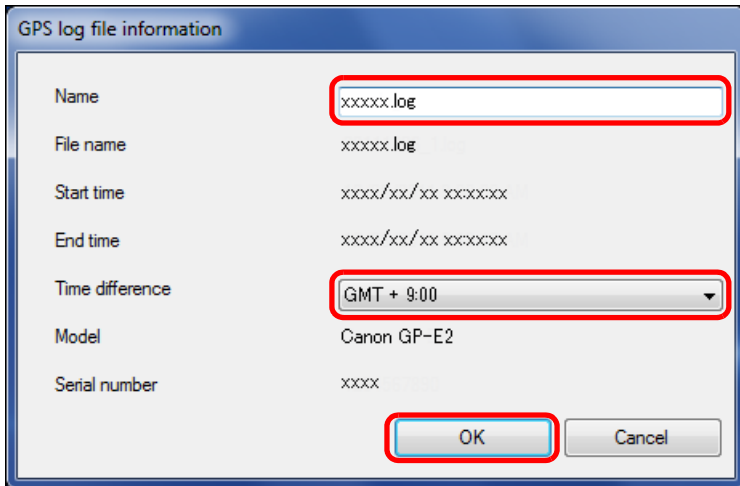 GPS log file information
Name xxxxx.log
File name xxxxx.log
Start time xxxx/xx/xx xx:xx:xx
End time xxxx/xx/xx xx:xx:xx
Time difference GMT + 9:00
Model Canon GP-E2
Serial number xxxx
OK Cancel